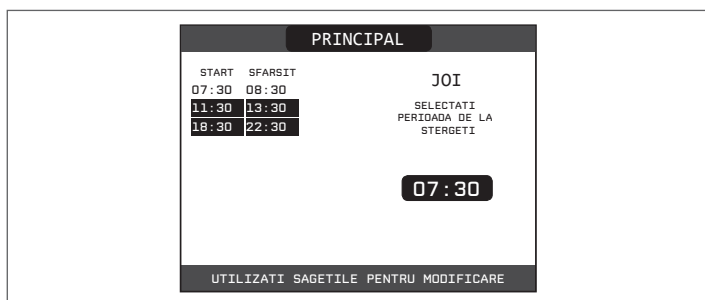 PRINCIPAL
START SFARSIT
07:30 08:30
11:30 13:30
18:30 22:30
JOI
SELECTATI
PERIOADA DE LA
STERGETI
07:30
UTILIZATI SAGETILE PENTRU MODIFICARE